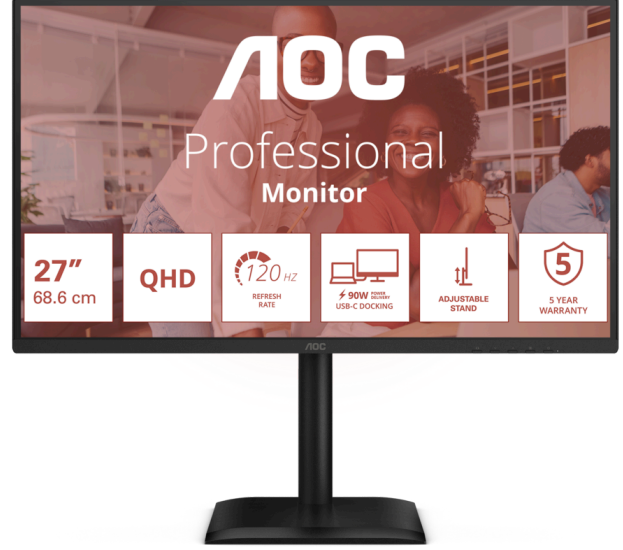 AOC
Professional
Monitor
27”
68.6 cm
QHD
120 HZ
REFRESH
RATE
90W POWER DELIVERY
USB-C DOCKING
ADJUSTABLE
STAND
5
5 YEAR
WARRANTY
AOC